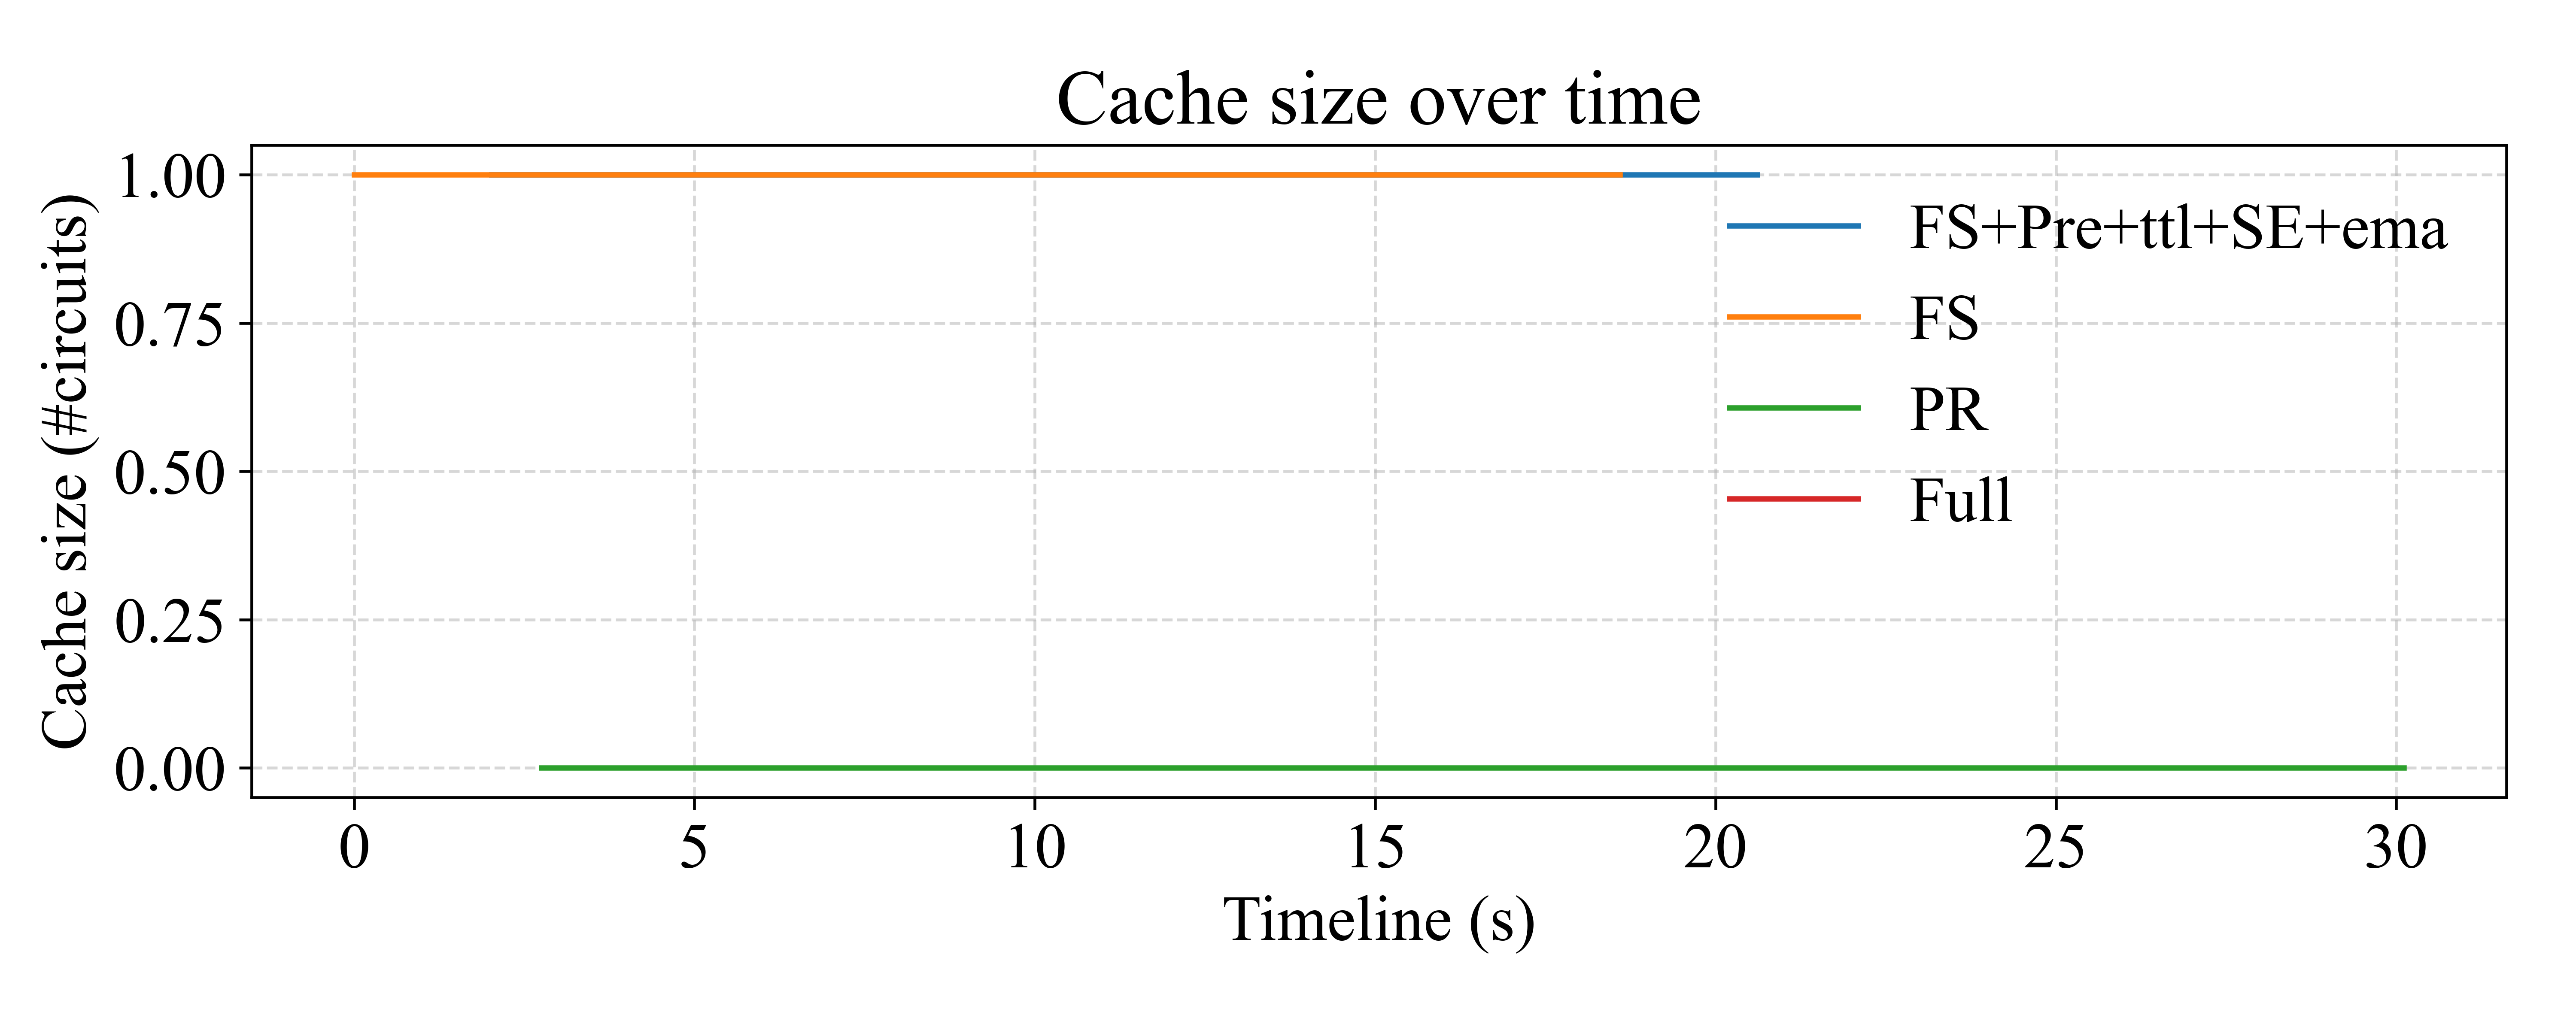 Cache size over time
Cache size (#circuits)
1.00
0.75
0.50
0.25
0.00
FS+Pre+ttl+SE+ema
FS
PR
Full
0 5 10 15 20 25 30
Timeline (s)